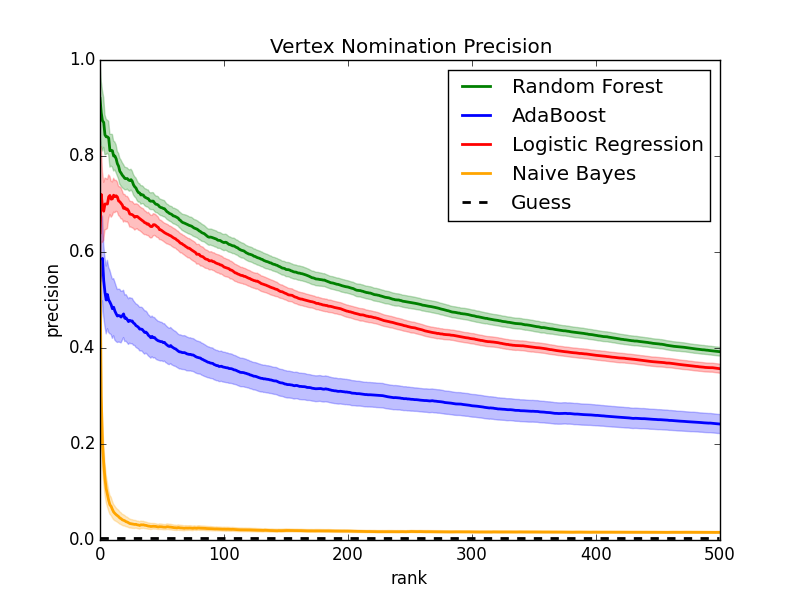 Vertex Nomination Precision
1.0
0.8
0.6
0.4
0.2
0.0
precision
Random Forest
AdaBoost
Logistic Regression
Naive Bayes
Guess
0 100 200 300 400 500
rank